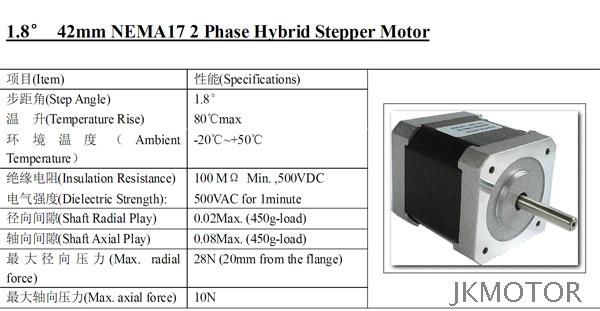 1.8° 42mm NEMA17 2 Phase Hybrid Stepper Motor
项目(Item) 性能(Specifications)
步距角(Step Angle) 1.8°
温 升(Temperature Rise) 80℃max
环境温度（Ambient -20℃~+50℃
Temperature）
绝缘电阻(Insulation Resistance) 100 MΩ Min. ,500VDC
电气强度(Dielectric Strength): 500VAC for 1minute
径向间隙(Shaft Radial Play) 0.02Max. (450g-load)
轴向间隙(Shaft Axial Play) 0.08Max. (450g-load)
最大径向压力(Max. radial 28N (20mm from the flange)
force)
最大轴向压力(Max. axial force) 10N
JKMOTOR